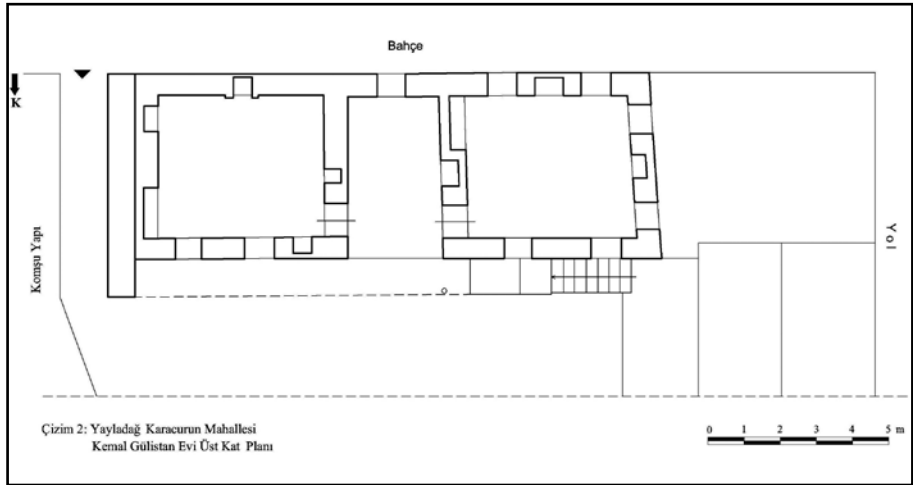 Bahçe
K
Komşu Yapı
Yol
Çizim 2: Yayladağ Karacurun Mahallesi
Kemal Gülistan Evi Üst Kat Planı
0 1 2 3 4 5 m